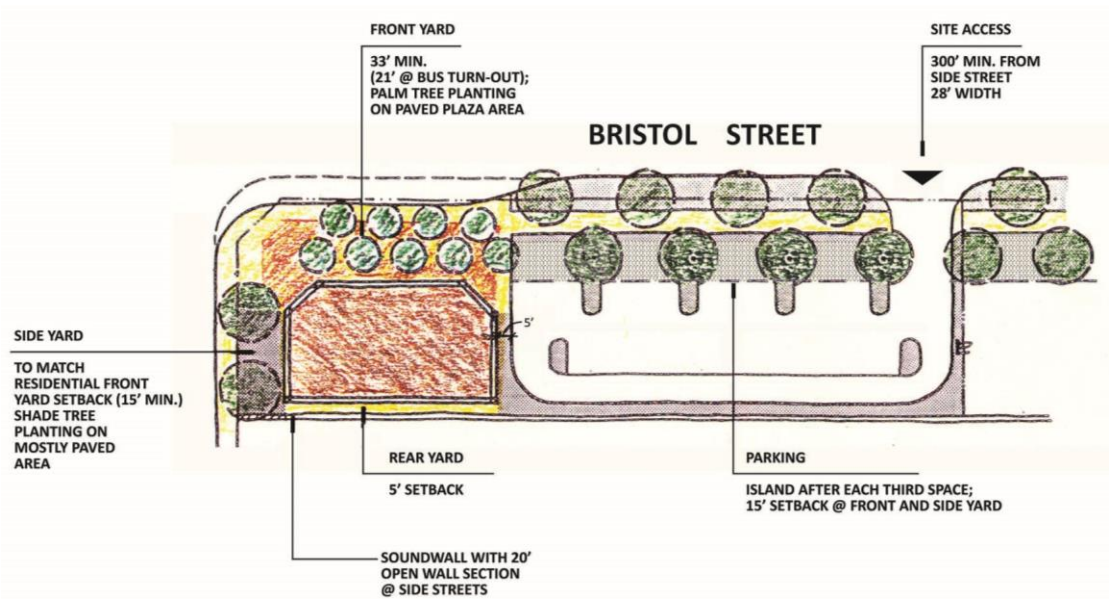 FRONT YARD
33' MIN.
(21' @ BUS TURN-OUT);
PALM TREE PLANTING
ON PAVED PLAZA AREA
SITE ACCESS
300' MIN. FROM
SIDE STREET
28' WIDTH
BRISTOL STREET
5'
SIDE YARD
TO MATCH
RESIDENTIAL FRONT
YARD SETBACK (15' MIN.)
SHADE TREE
PLANTING ON
MOSTLY PAVED
AREA
REAR YARD
5' SETBACK
PARKING
ISLAND AFTER EACH THIRD SPACE;
15' SETBACK @ FRONT AND SIDE YARD
SOUNDWALL WITH 20'
OPEN WALL SECTION
@ SIDE STREETS